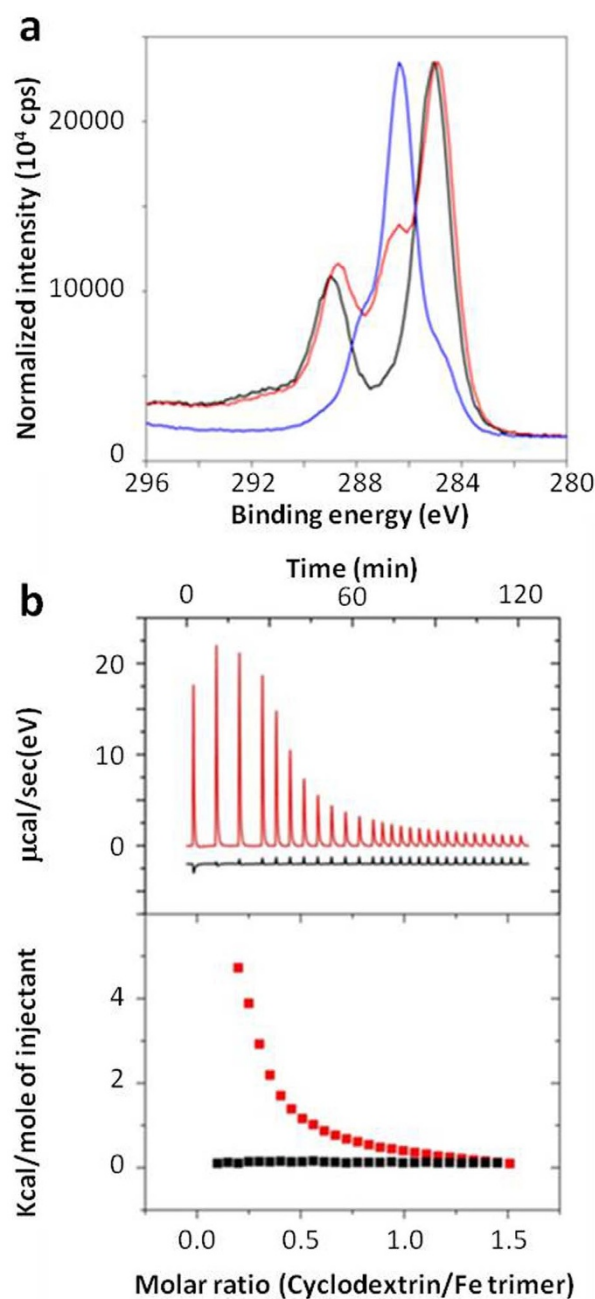 a
Normalized intensity (10⁴ cps)
20000
10000
0
296 292 288 284 280
Binding energy (eV)
b
Time (min)
0 60 120
µcal/sec(eV)
20
10
0
Kcal/mole of injectant
4
2
0
0.0 0.5 1.0 1.5
Molar ratio (Cyclodextrin/Fe trimer)